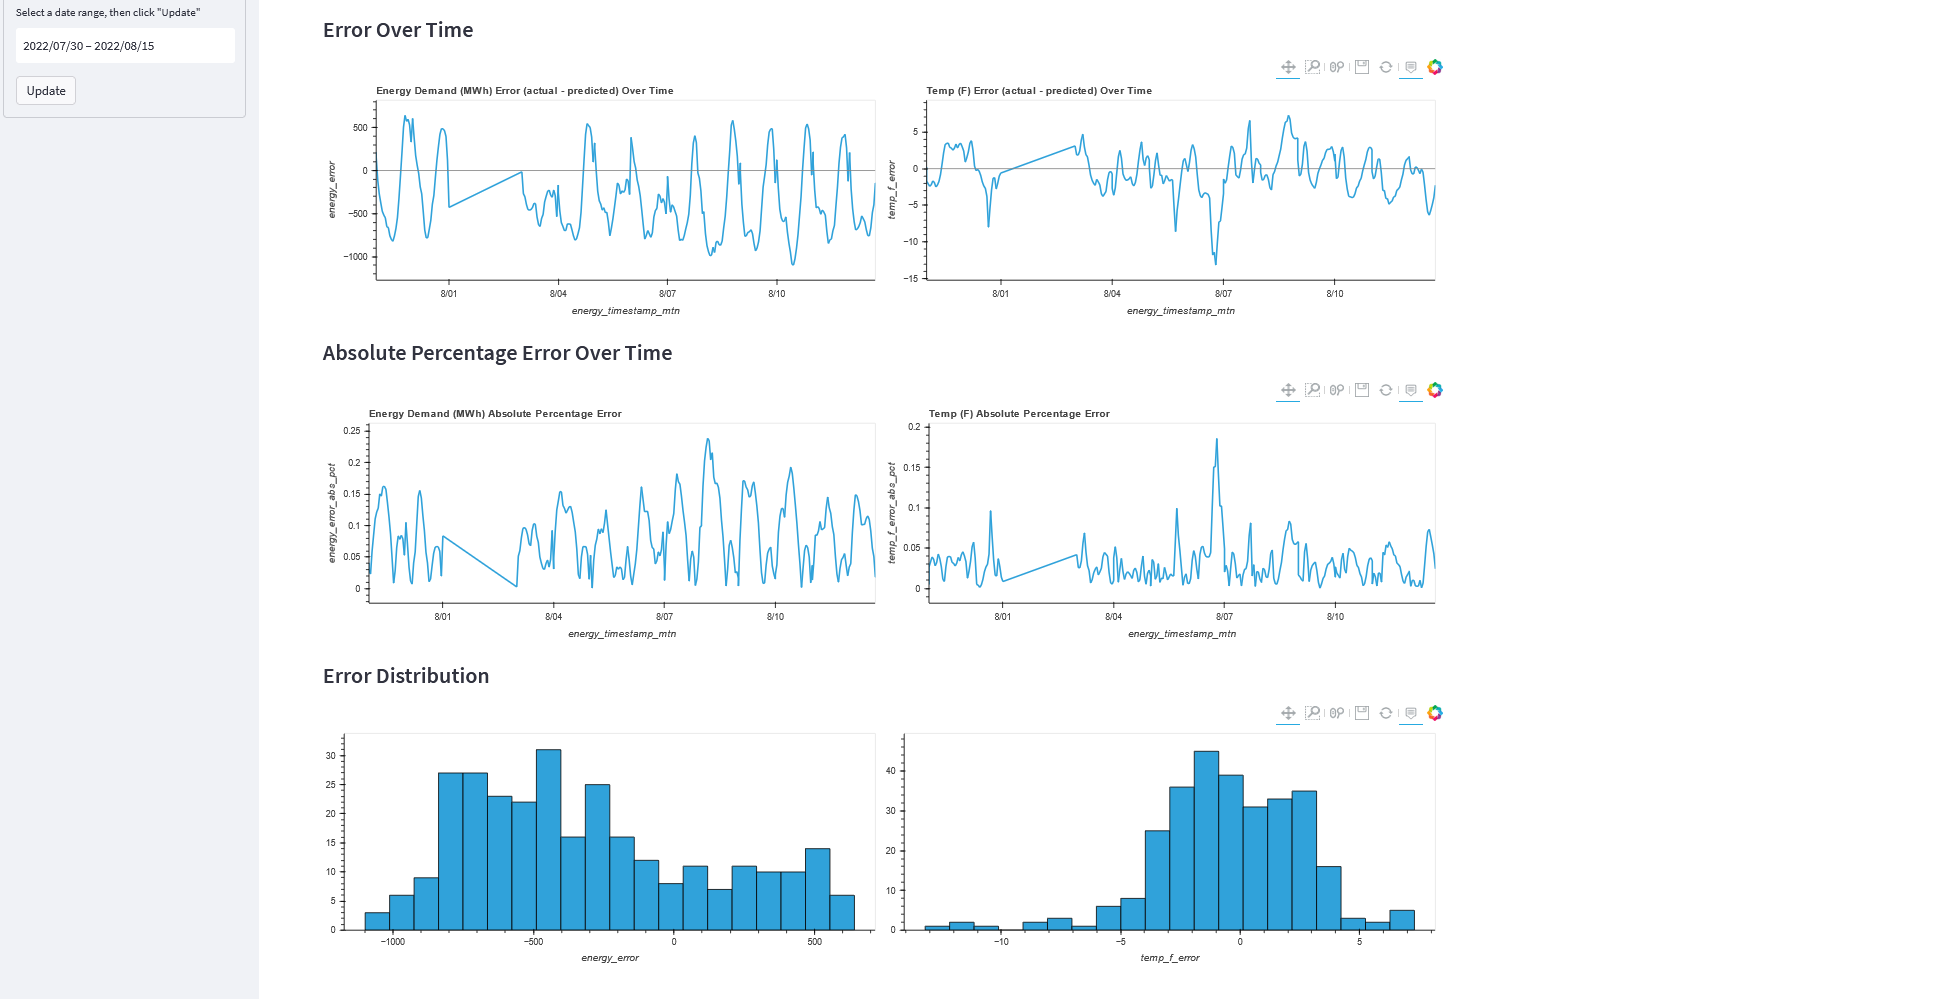 Select a date range, then click "Update"
2022/07/30 – 2022/08/15
Update
Error Over Time
Energy Demand (MWh) Error (actual - predicted) Over Time
500
0
−500
−1000
energy_error
8/01 8/04 8/07 8/10
energy_timestamp_mtn
Temp (F) Error (actual - predicted) Over Time
5
0
−5
−10
−15
temp_f_error
8/01 8/04 8/07 8/10
energy_timestamp_mtn
Absolute Percentage Error Over Time
Energy Demand (MWh) Absolute Percentage Error
0.25
0.2
0.15
0.1
0.05
0
energy_error_abs_pct
8/01 8/04 8/07 8/10
energy_timestamp_mtn
Temp (F) Absolute Percentage Error
0.2
0.15
0.1
0.05
0
temp_f_error_abs_pct
8/01 8/04 8/07 8/10
energy_timestamp_mtn
Error Distribution
30
25
20
15
10
5
0
−1000 −500 0 500
energy_error
40
30
20
10
0
−10 −5 0 5
temp_f_error